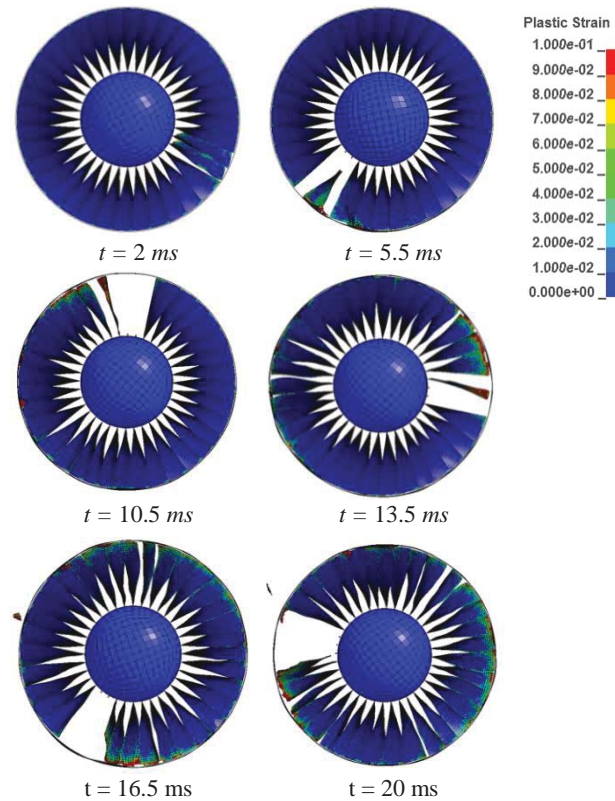 Plastic Strain
1.000e-01
9.000e-02
8.000e-02
7.000e-02
6.000e-02
5.000e-02
4.000e-02
3.000e-02
2.000e-02
1.000e-02
0.000e+00
t = 2 ms
t = 5.5 ms
t = 10.5 ms
t = 13.5 ms
t = 16.5 ms
t = 20 ms